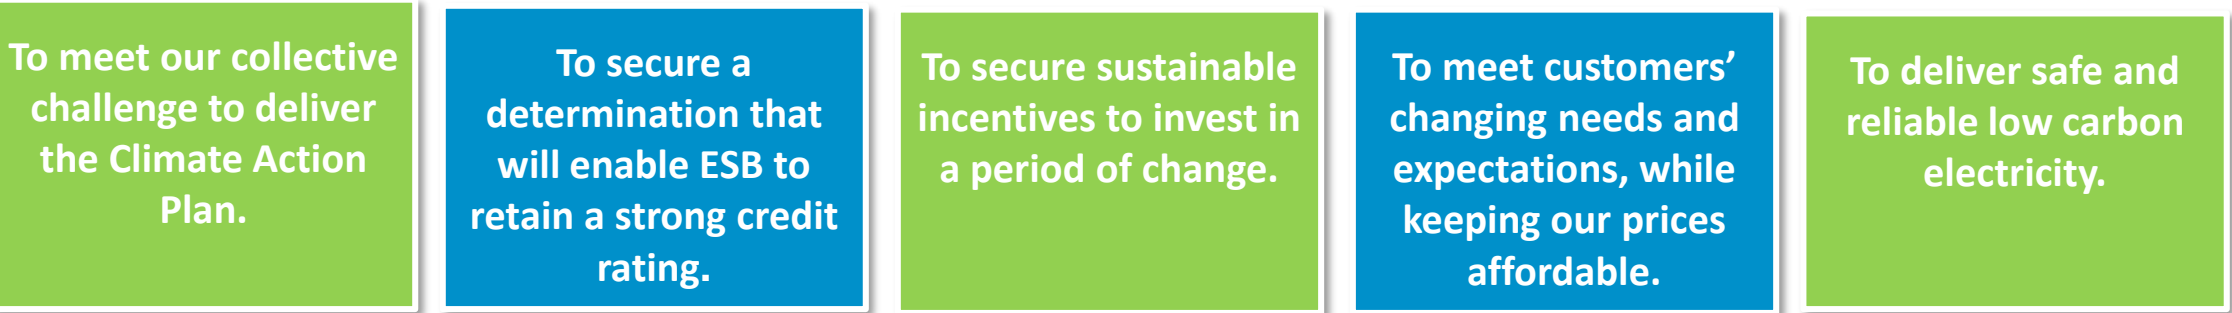 To meet our collective
challenge to deliver
the Climate Action
Plan.
To secure a
determination that
will enable ESB to
retain a strong credit
rating.
To secure sustainable
incentives to invest in
a period of change.
To meet customers’
changing needs and
expectations, while
keeping our prices
affordable.
To deliver safe and
reliable low carbon
electricity.